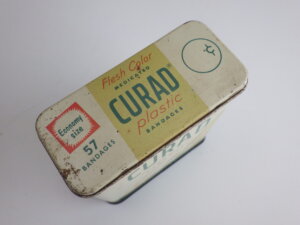 Flesh Color
MEDICATED
CURAD
plastic
BANDAGES
Economy
size
57
BANDAGES
CURAD